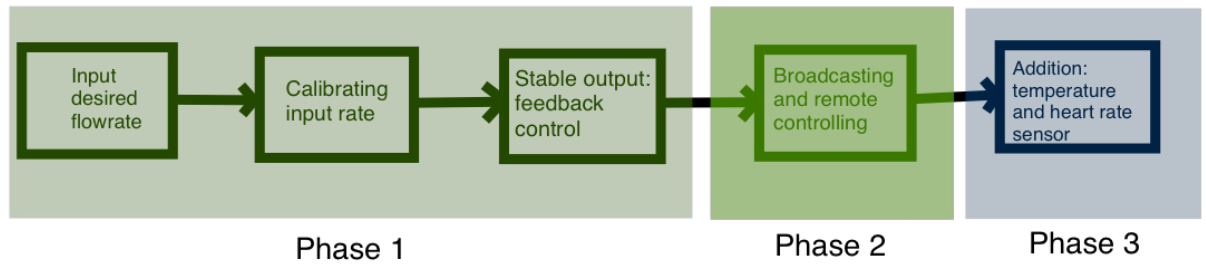 Input
desired
flowrate
Calibrating
input rate
Stable output:
feedback
control
Broadcasting
and remote
controlling
Addition:
temperature
and heart rate
sensor
Phase 1
Phase 2
Phase 3